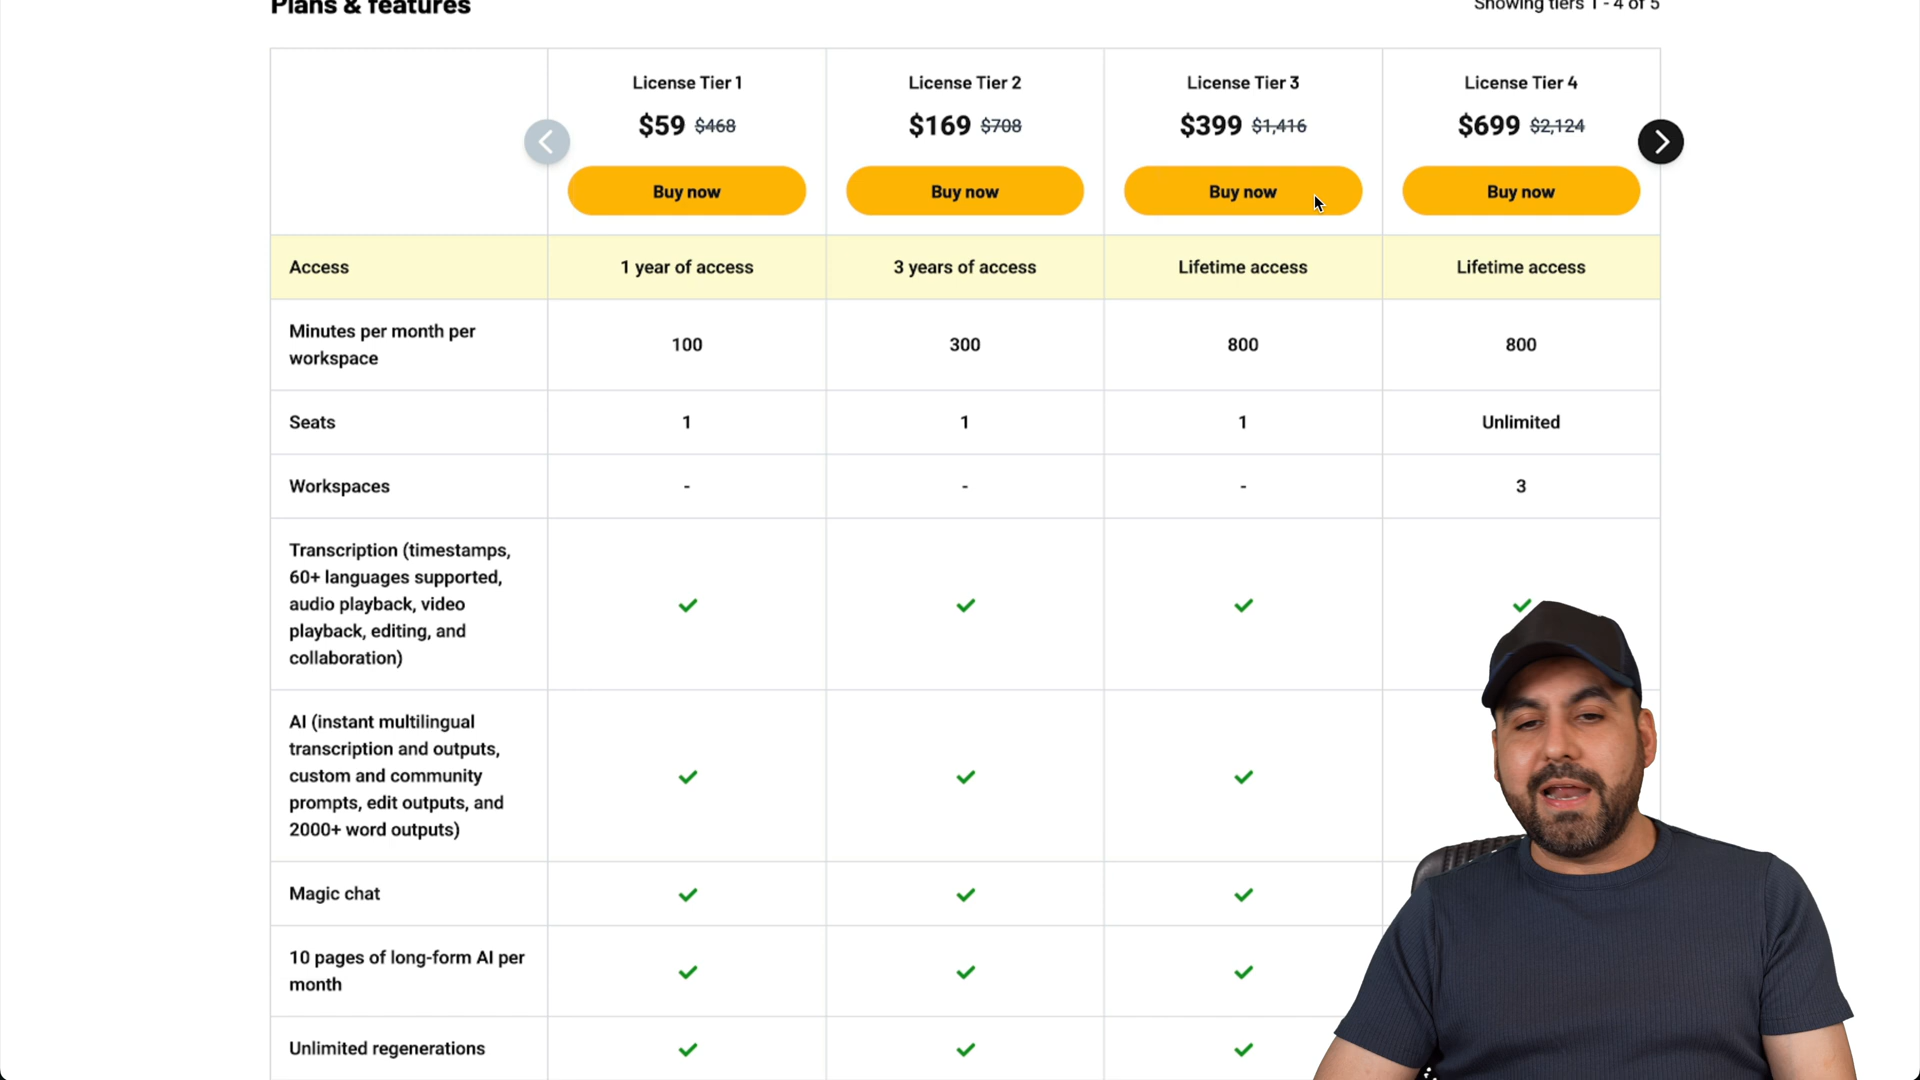 Plans & features
Showing tiers 1 - 4 of 5
License Tier 1
License Tier 2
License Tier 3
License Tier 4
$59 $468
$169 $708
$399 $1,416
$699 $2,124
Buy now
Buy now
Buy now
Buy now
Access
1 year of access
3 years of access
Lifetime access
Lifetime access
Minutes per month per
workspace
100
300
800
800
Seats
1
1
1
Unlimited
Workspaces
-
-
-
3
Transcription (timestamps,
60+ languages supported,
audio playback, video
playback, editing, and
collaboration)
AI (instant multilingual
transcription and outputs,
custom and community
prompts, edit outputs, and
2000+ word outputs)
Magic chat
10 pages of long-form AI per
month
Unlimited regenerations